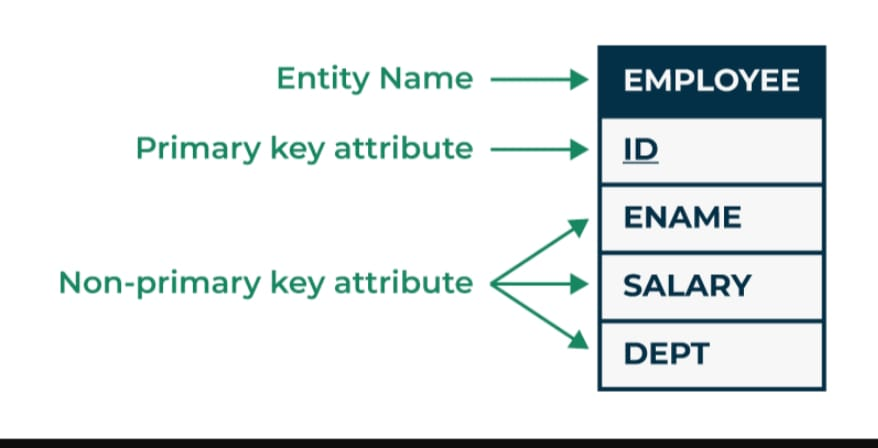 Entity Name
EMPLOYEE
Primary key attribute
ID
ENAME
Non-primary key attribute
SALARY
DEPT